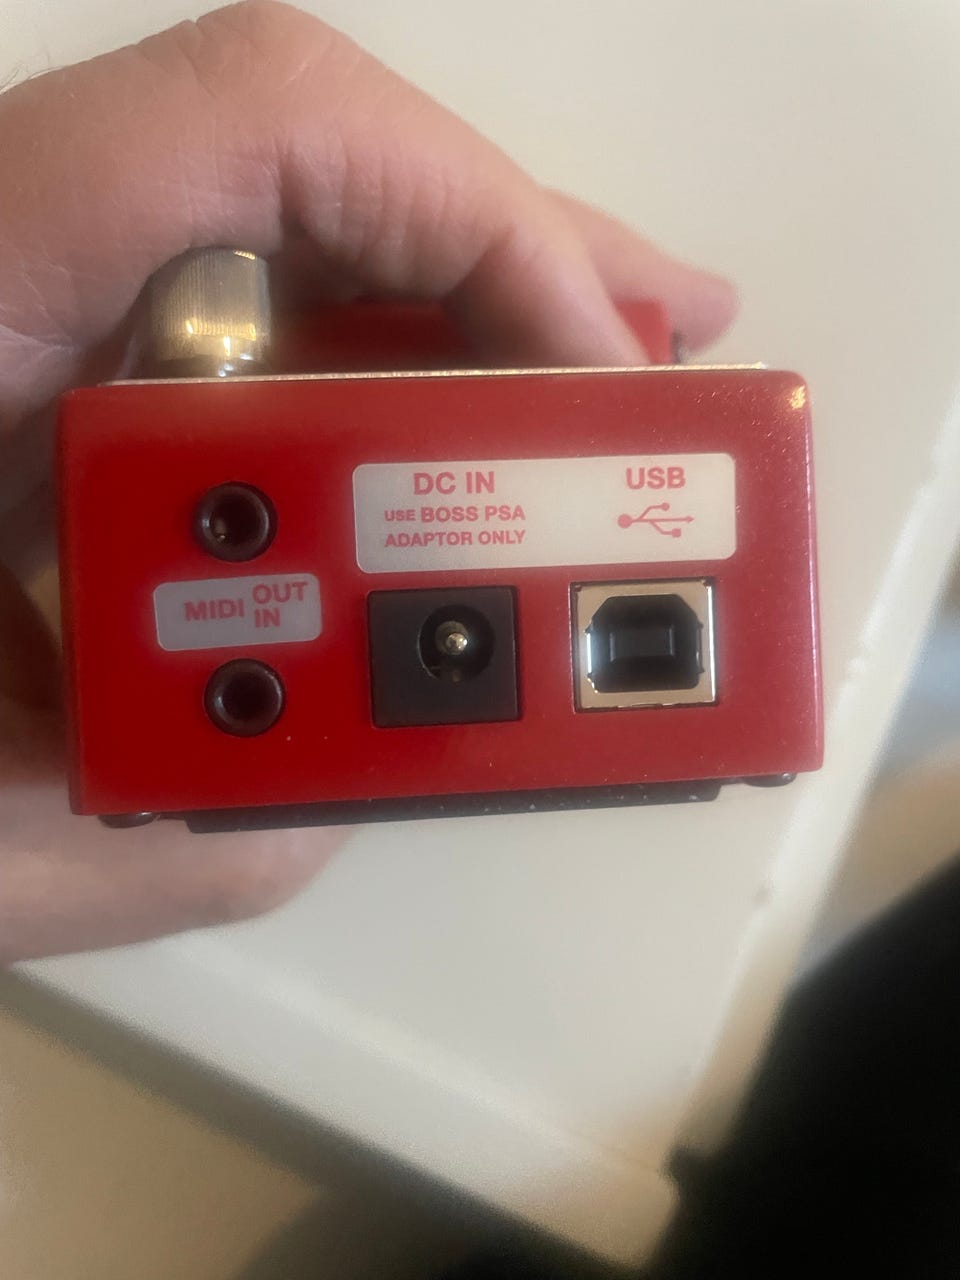 DC IN
USE BOSS PSA
ADAPTOR ONLY
USB
MIDI OUT
IN